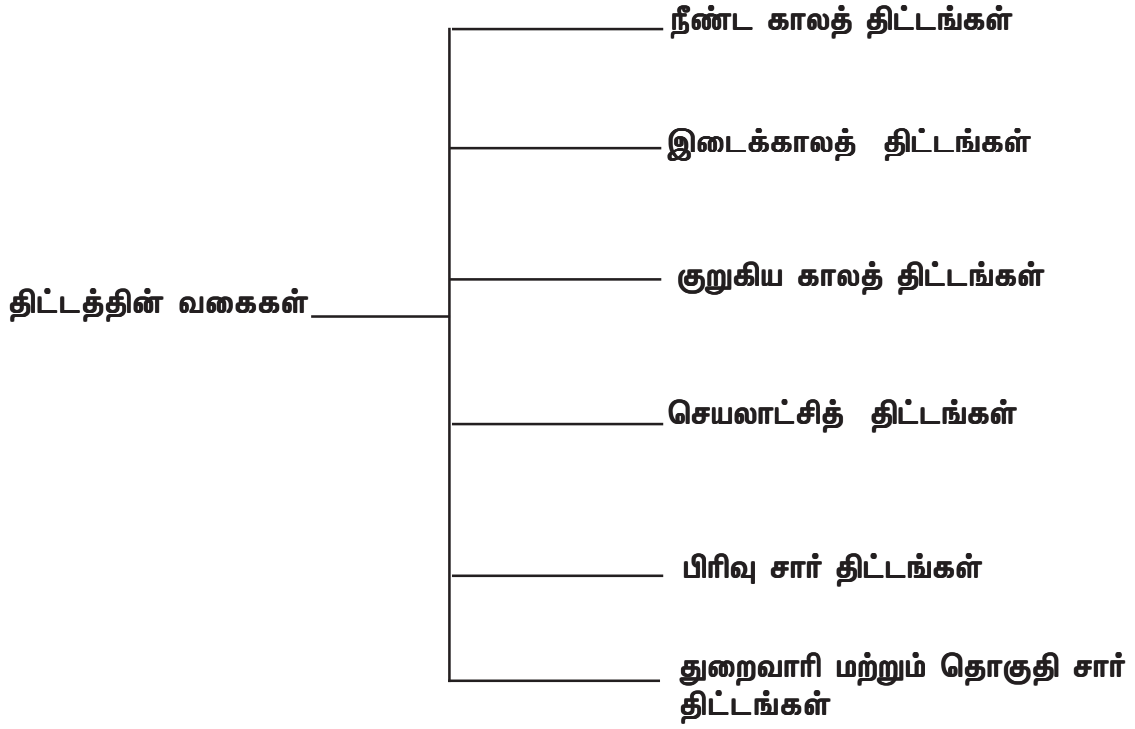 நீண்ட காலத் திட்டங்கள்
இடைக்காலத் திட்டங்கள்
குறுகிய காலத் திட்டங்கள்
திட்டத்தின் வகைகள்
செயலாட்சித் திட்டங்கள்
பிரிவு சார் திட்டங்கள்
துறைவாரி மற்றும் தொகுதி சார்
திட்டங்கள்